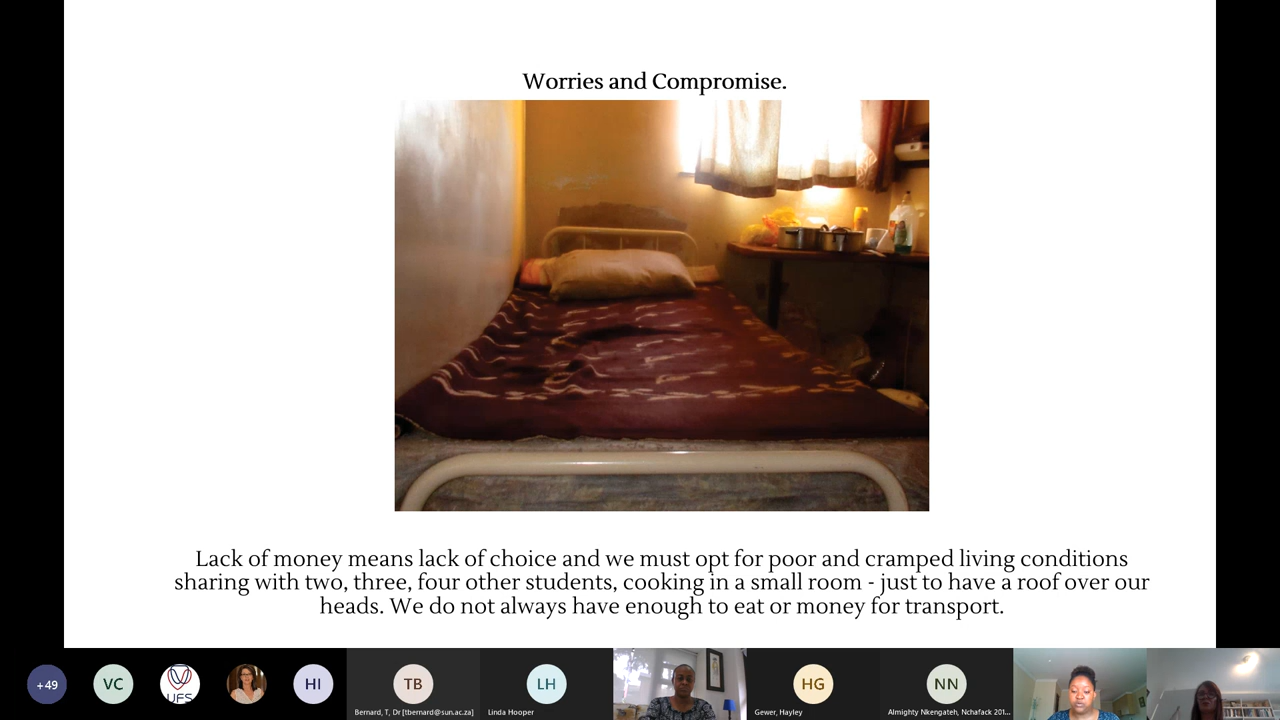 Worries and Compromise.
Lack of money means lack of choice and we must opt for poor and cramped living conditions
sharing with two, three, four other students, cooking in a small room - just to have a roof over our
heads. We do not always have enough to eat or money for transport.
+49
VC
UFS
HI
TB
Bernard, T, Dr [tbernard@sun.ac.za]
LH
Linda Hooper
HG
Gewer, Hayley
NN
Almighty Nkengateh, Nchafack 201...